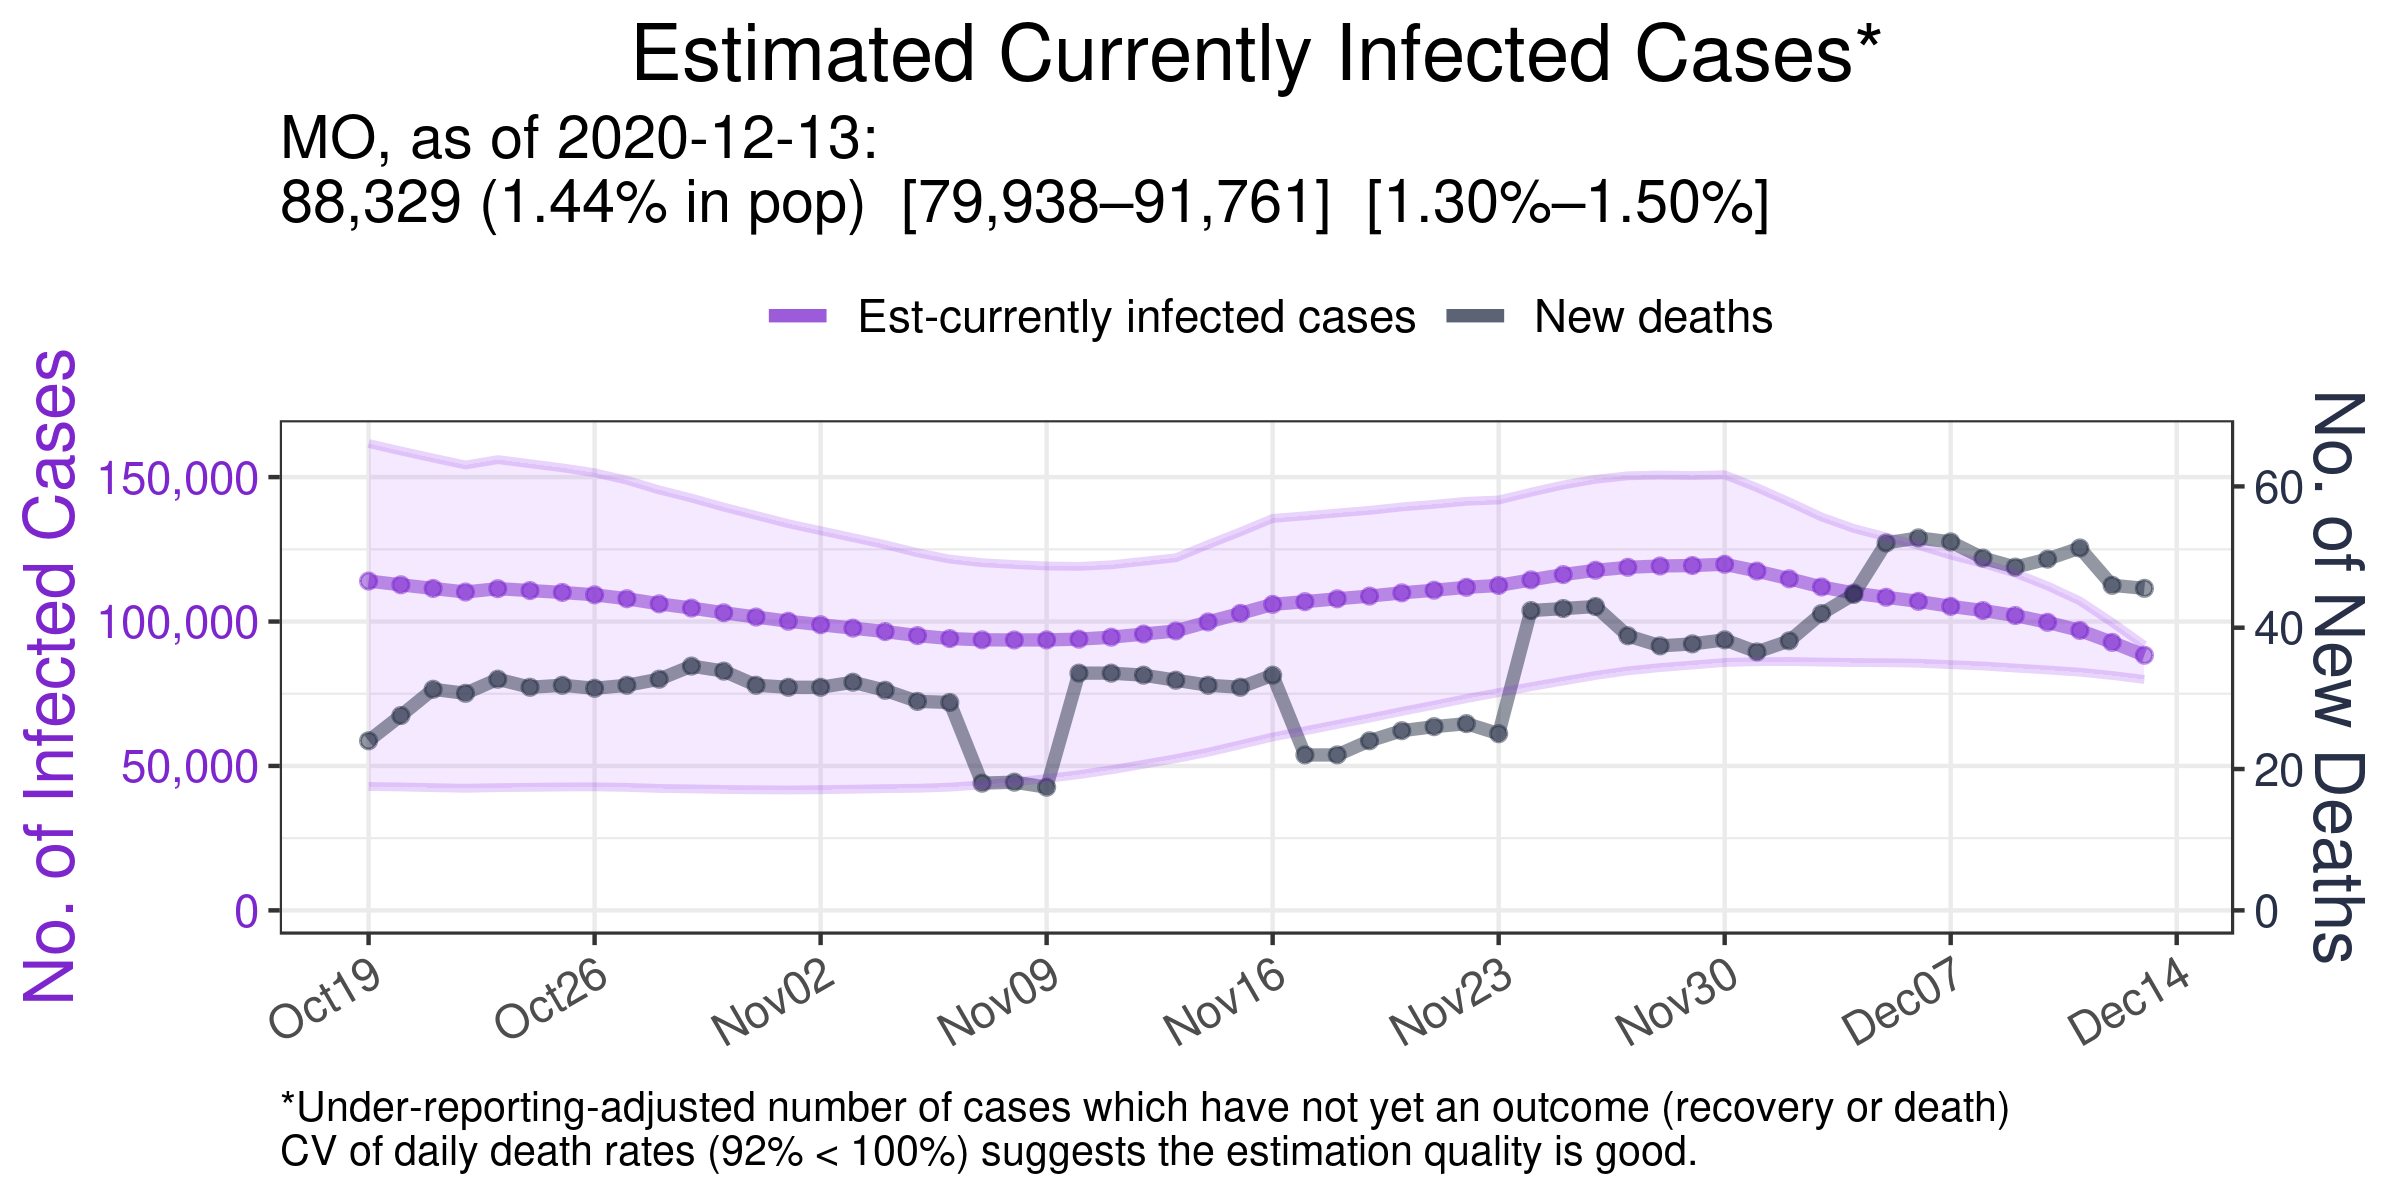 Estimated Currently Infected Cases*
MO, as of 2020-12-13:
88,329 (1.44% in pop)  [79,938–91,761]  [1.30%–1.50%]
Est-currently infected cases
New deaths
No. of Infected Cases
150,000
100,000
50,000
0
60
40
20
0
No. of New Deaths
Oct19
Oct26
Nov02
Nov09
Nov16
Nov23
Nov30
Dec07
Dec14
*Under-reporting-adjusted number of cases which have not yet an outcome (recovery or death)
CV of daily death rates (92% < 100%) suggests the estimation quality is good.